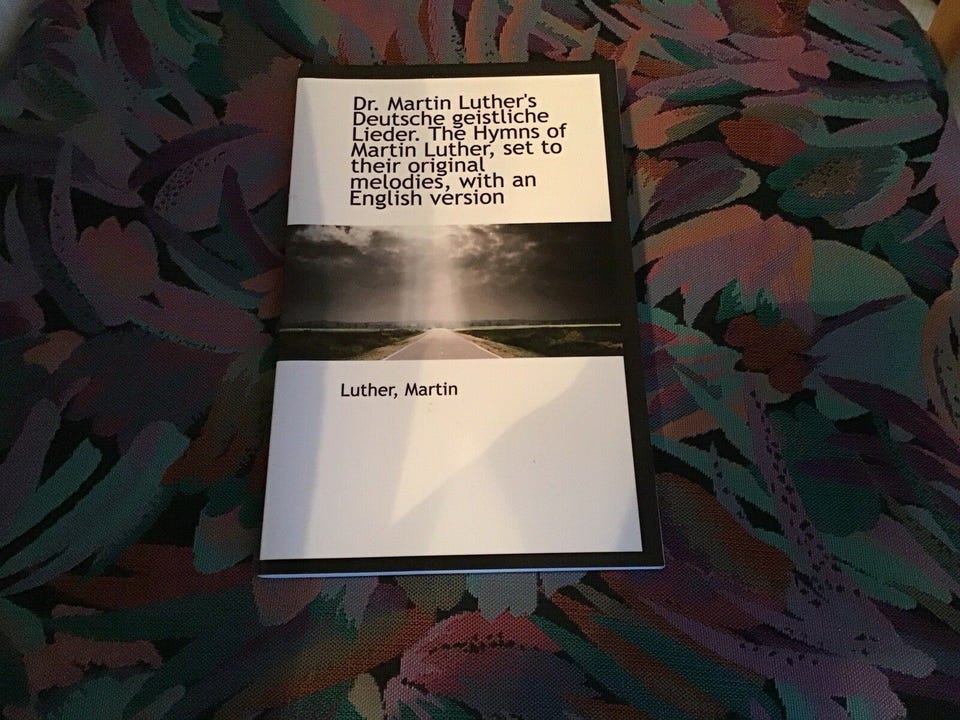 Dr. Martin Luther's
Deutsche geistliche
Lieder. The Hymns of
Martin Luther, set to
their original
melodies, with an
English version
Luther, Martin